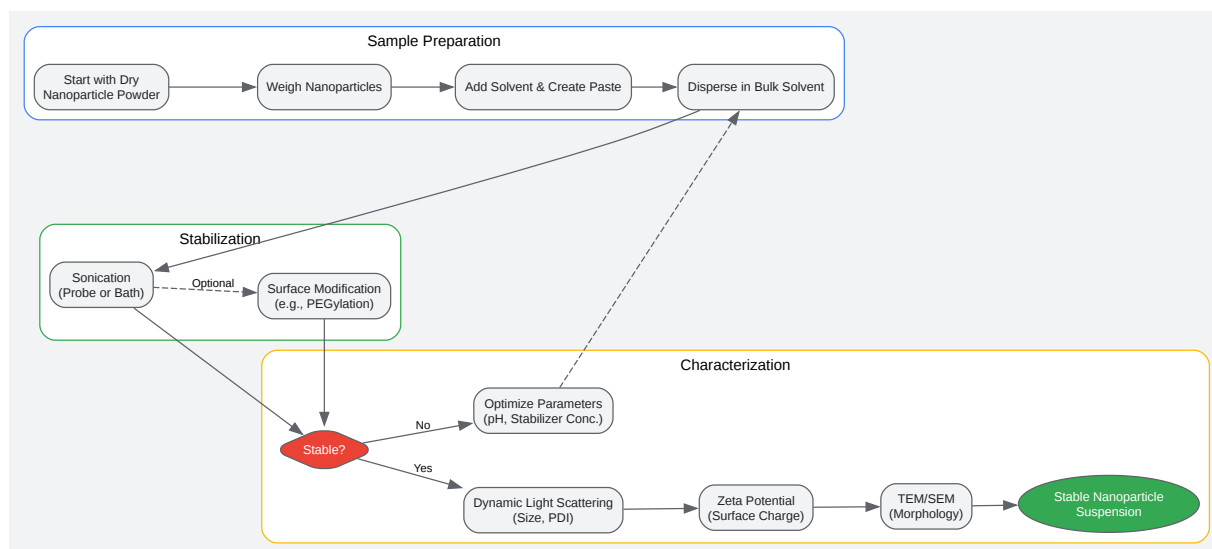 Sample Preparation
Start with Dry
Nanoparticle Powder
Weigh Nanoparticles
Add Solvent & Create Paste
Disperse in Bulk Solvent
Stabilization
Sonication
(Probe or Bath)
Optional
Surface Modification
(e.g., PEGylation)
Characterization
Optimize Parameters
(pH, Stabilizer Conc.)
No
Stable?
Yes
Dynamic Light Scattering
(Size, PDI)
Zeta Potential
(Surface Charge)
TEM/SEM
(Morphology)
Stable Nanoparticle
Suspension